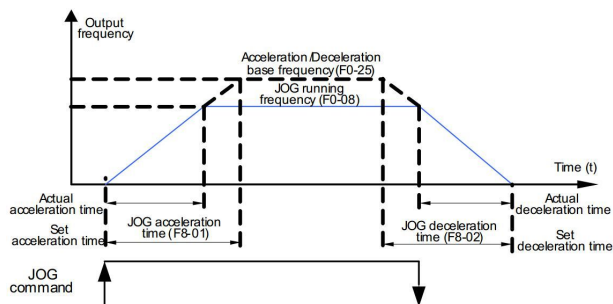 Output
frequency
Acceleration/Deceleration
base frequency(F0-25)
JOG running
frequency (F0-08)
Time (t)
Actual
acceleration time
Actual
deceleration time
Set
acceleration time
JOG acceleration
time (F8-01)
JOG deceleration
time (F8-02)
Set
deceleration time
JOG
command